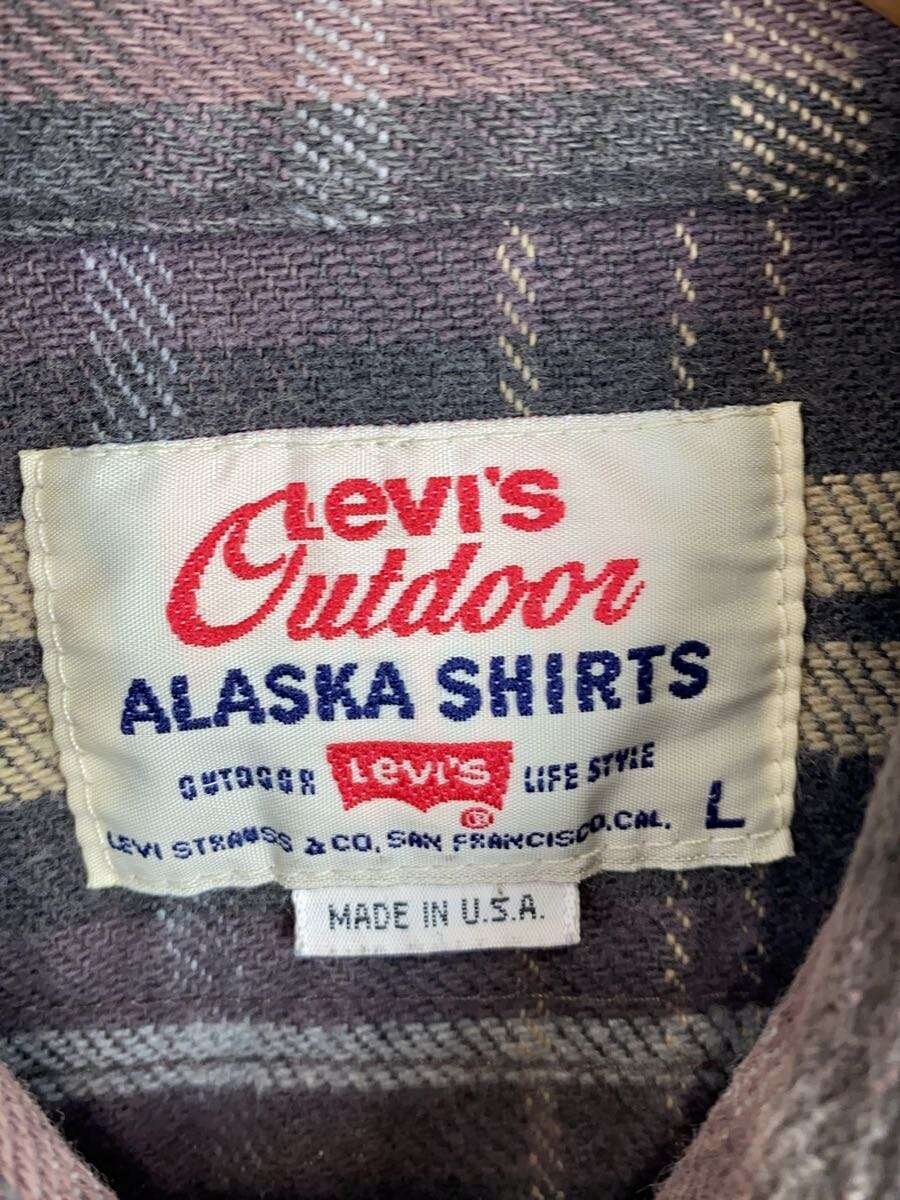 Levi's
Outdoor
ALASKA SHIRTS
OUTDOOR Levi's ® LIFE STYLE
LEVI STRAUSS & CO. SAN FRANCISCO. CAL. L
MADE IN U.S.A.